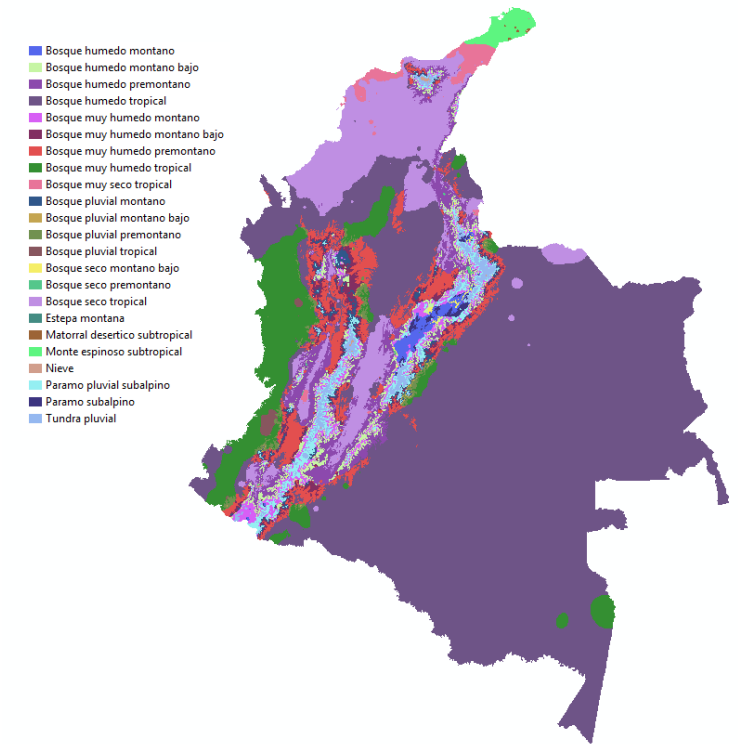 Bosque humedo montano
Bosque humedo montano bajo
Bosque humedo premontano
Bosque humedo tropical
Bosque muy humedo montano
Bosque muy humedo montano bajo
Bosque muy humedo premontano
Bosque muy humedo tropical
Bosque muy seco tropical
Bosque pluvial montano
Bosque pluvial montano bajo
Bosque pluvial premontano
Bosque pluvial tropical
Bosque seco montano bajo
Bosque seco premontano
Bosque seco tropical
Estepa montana
Matorral desertico subtropical
Monte espinoso subtropical
Nieve
Paramo pluvial subalpino
Paramo subalpino
Tundra pluvial